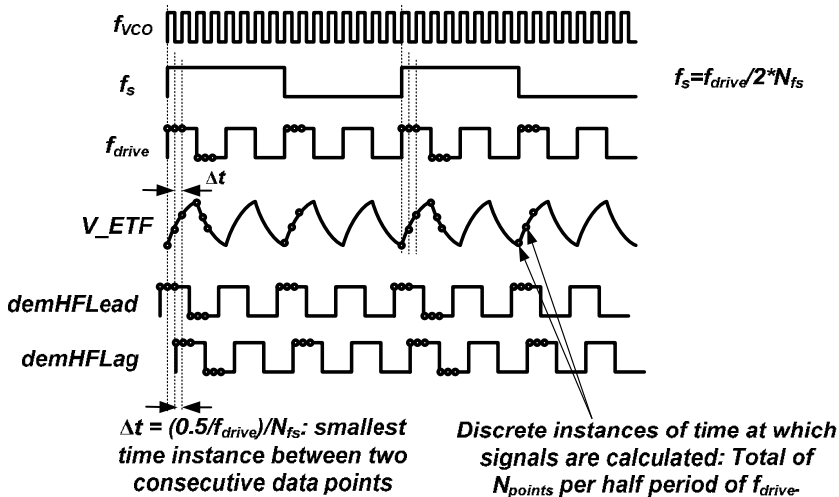 fVCO
fs
fs=fdrive/2*Nfs
fdrive
Δt
V_ETF
demHFLead
demHFLag
Δt = (0.5/fdrive)/Nfs: smallest
time instance between two
consecutive data points
Discrete instances of time at which
signals are calculated: Total of
Npoints per half period of fdrive.